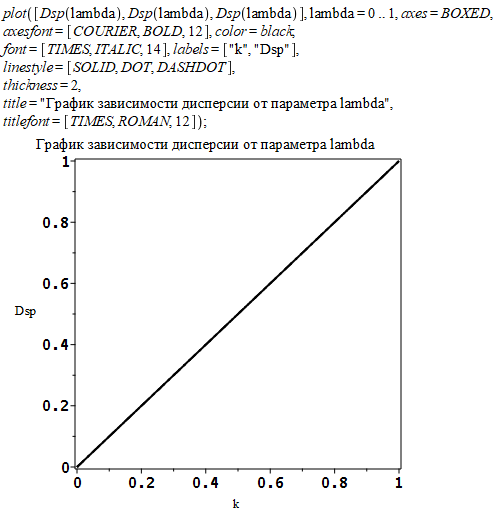 plot([Dsp(lambda), Dsp(lambda), Dsp(lambda)], lambda = 0 .. 1, axes = BOXED,
axesfont = [COURIER, BOLD, 12], color = black,
font = [TIMES, ITALIC, 14], labels = ["k", "Dsp"],
linestyle = [SOLID, DOT, DASHDOT],
thickness = 2,
title = "График зависимости дисперсии от параметра lambda",
titlefont = [TIMES, ROMAN, 12]);
График зависимости дисперсии от параметра lambda
1
0.8
0.6
Dsp
0.4
0.2
0
0 0.2 0.4 0.6 0.8 1
k